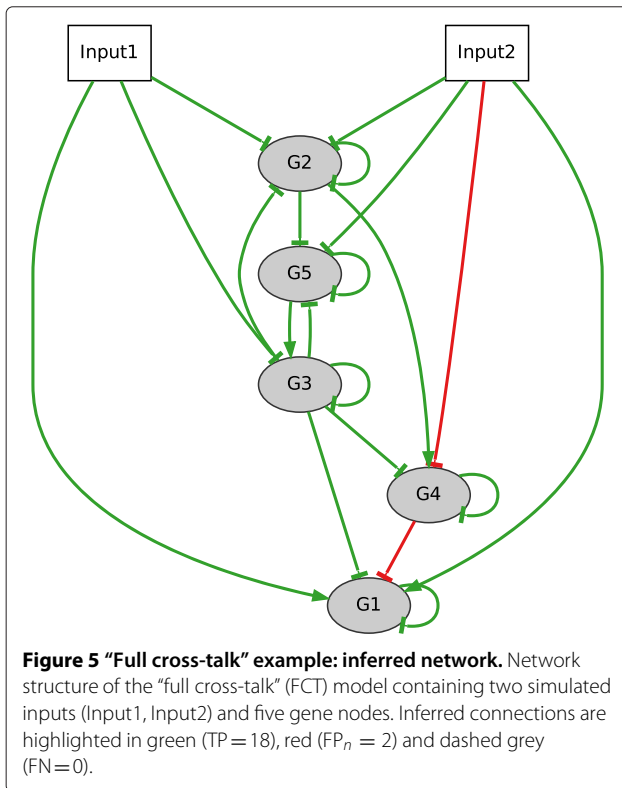 Input1 Input2
G2
G5
G3
G4
G1
Figure 5 “Full cross-talk” example: inferred network. Network
structure of the “full cross-talk” (FCT) model containing two simulated
inputs (Input1, Input2) and five gene nodes. Inferred connections are
highlighted in green (TP = 18), red (FPn = 2) and dashed grey
(FN = 0).